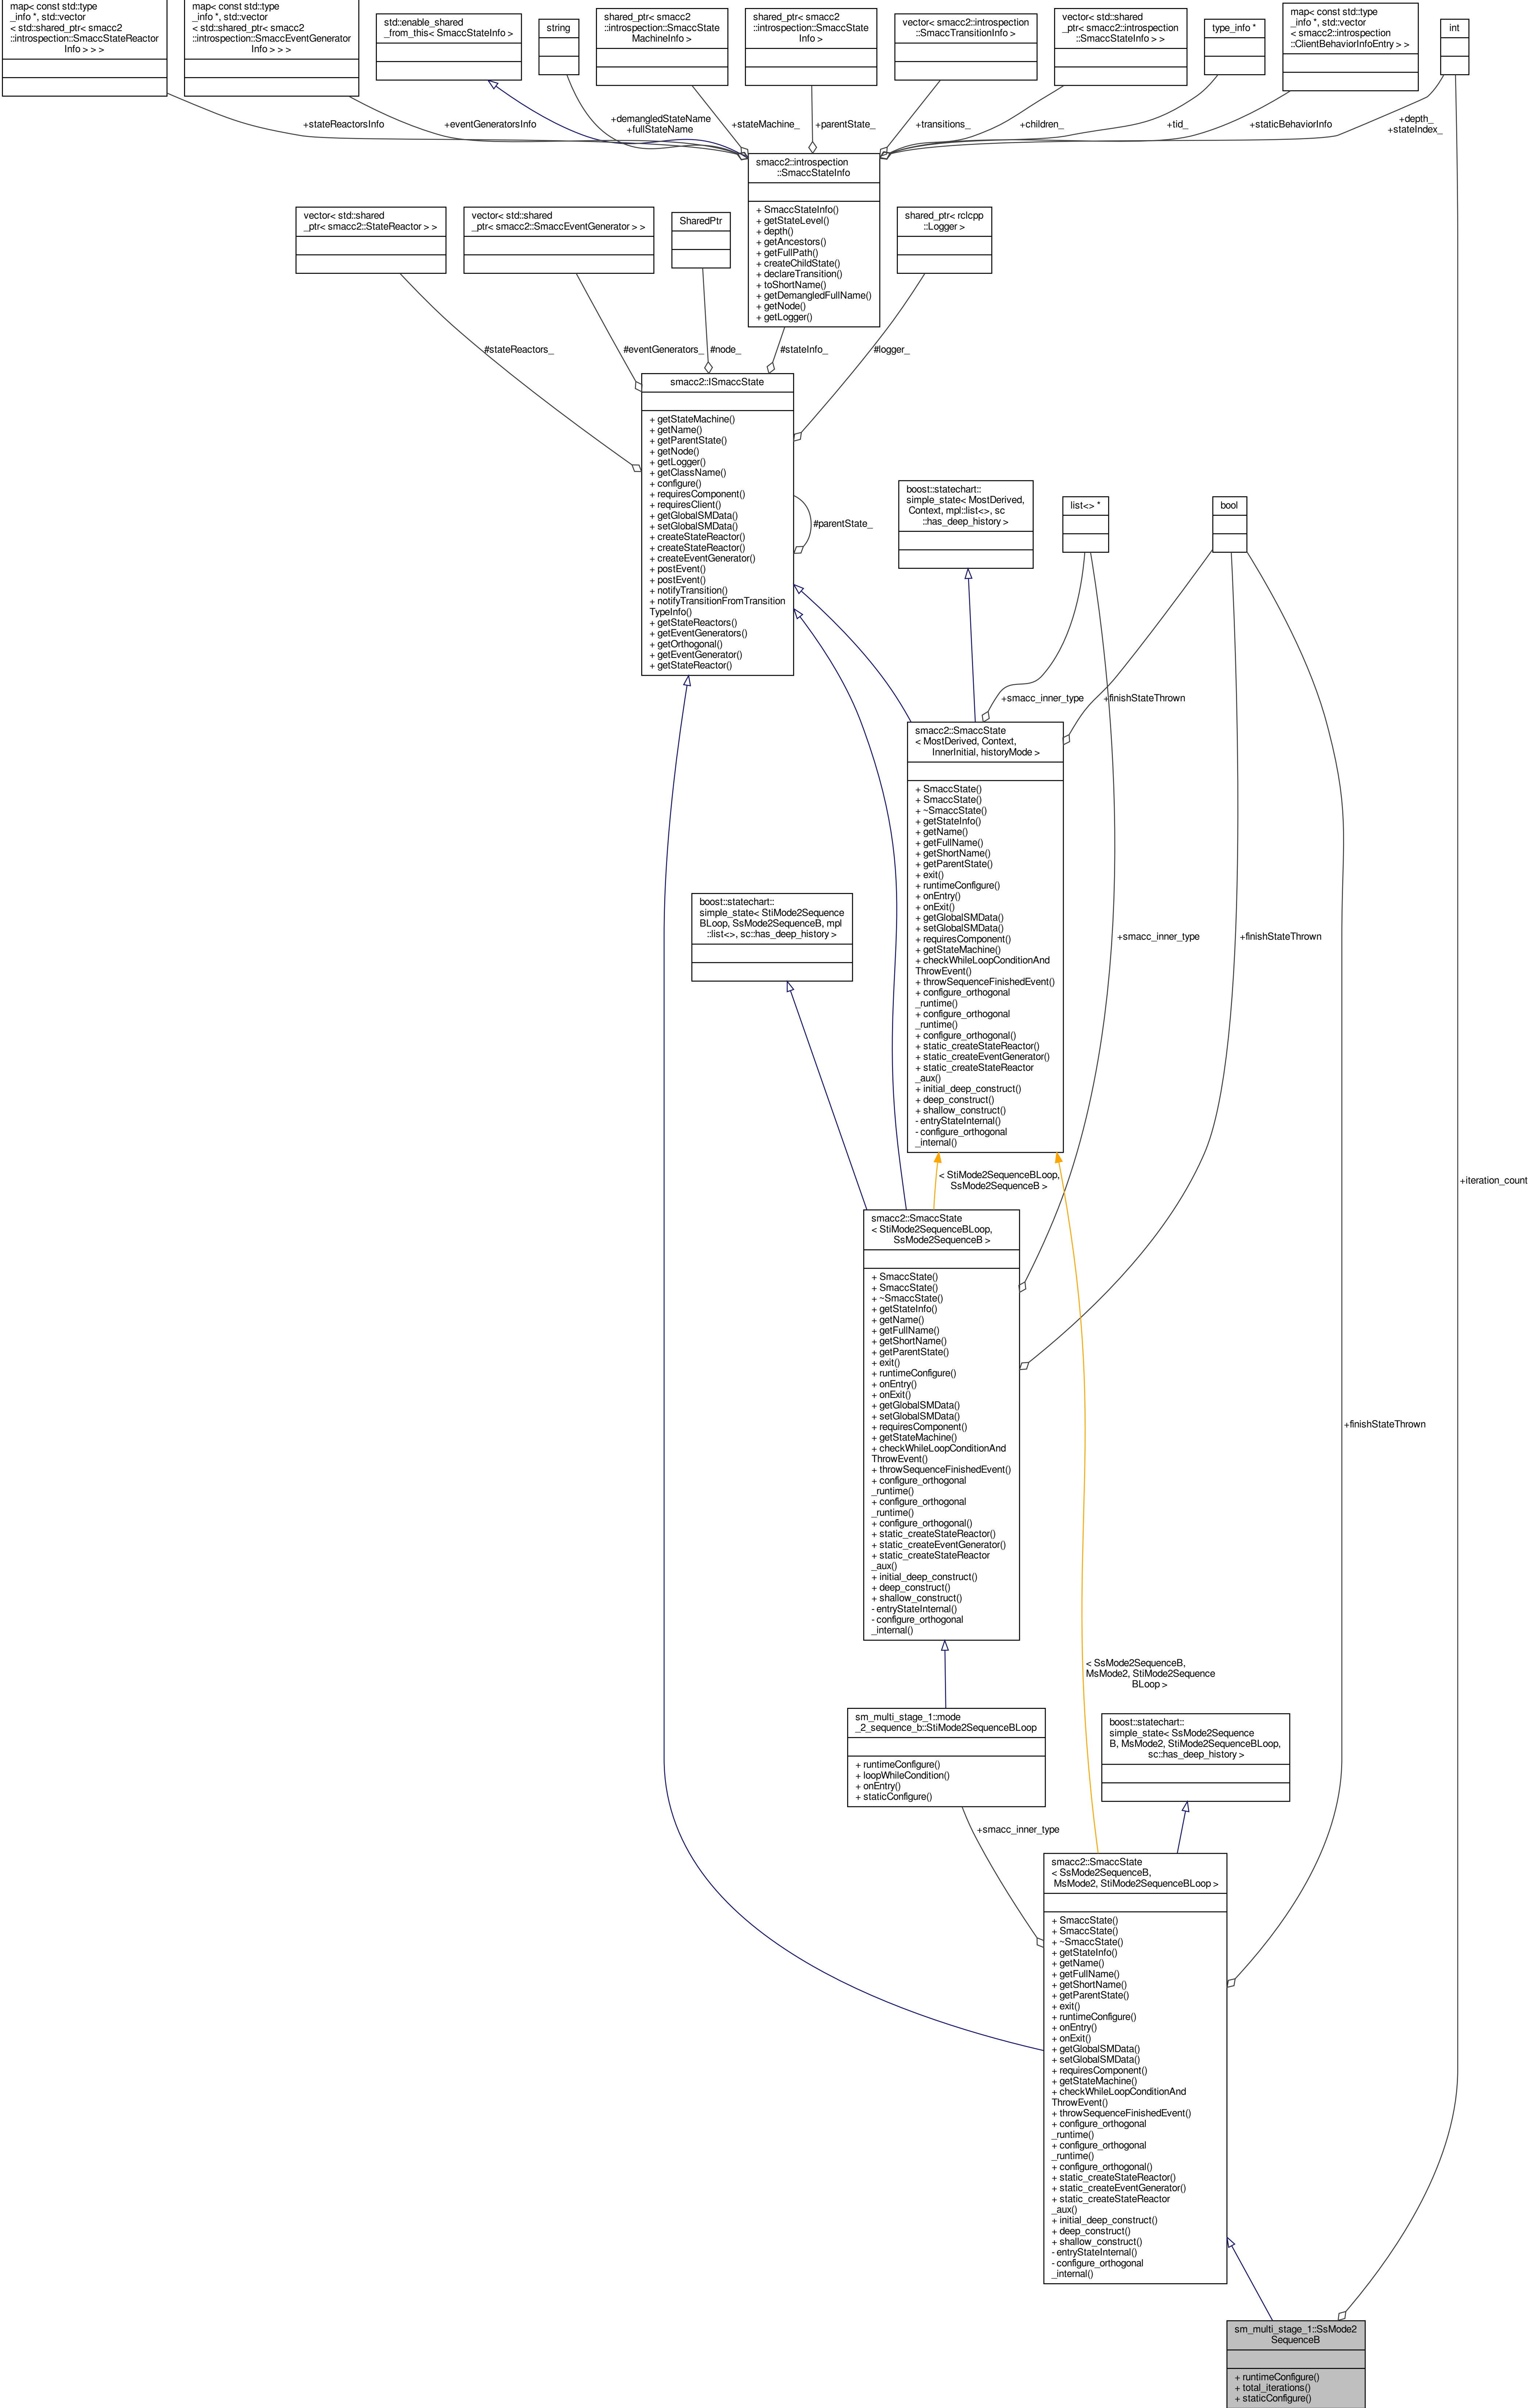 map< const std::type
_info *, std::vector
< std::shared_ptr< smacc2
::introspection::SmaccStateReactor
Info > > >
map< const std::type
_info *, std::vector
< std::shared_ptr< smacc2
::introspection::SmaccEventGenerator
Info > > >
std::enable_shared
_from_this< SmaccStateInfo >
string
shared_ptr< smacc2
::introspection::SmaccState
MachineInfo >
shared_ptr< smacc2
::introspection::SmaccState
Info >
vector< smacc2::introspection
::SmaccTransitionInfo >
vector< std::shared
_ptr< smacc2::introspection
::SmaccStateInfo > >
type_info *
map< const std::type
_info *, std::vector
< smacc2::introspection
::ClientBehaviorInfoEntry > >
int
+stateReactorsInfo
+eventGeneratorsInfo
+demangledStateName
+fullStateName
+stateMachine_
+parentState_
+transitions_
+children_
+tid_
+staticBehaviorInfo
+depth_
+stateIndex_
smacc2::introspection
::SmaccStateInfo
+ SmaccStateInfo()
+ getStateLevel()
+ depth()
+ getAncestors()
+ getFullPath()
+ createChildState()
+ declareTransition()
+ toShortName()
+ getDemangledFullName()
+ getNode()
+ getLogger()
vector< std::shared
_ptr< smacc2::StateReactor > >
vector< std::shared
_ptr< smacc2::SmaccEventGenerator > >
SharedPtr
shared_ptr< rclcpp
::Logger >
#stateReactors_
#eventGenerators_
#node_
#stateInfo_
#logger_
smacc2::ISmaccState
+ getStateMachine()
+ getName()
+ getParentState()
+ getNode()
+ getLogger()
+ getClassName()
+ configure()
+ requiresComponent()
+ requiresClient()
+ getGlobalSMData()
+ setGlobalSMData()
+ createStateReactor()
+ createStateReactor()
+ createEventGenerator()
+ postEvent()
+ postEvent()
+ notifyTransition()
+ notifyTransitionFromTransition
TypeInfo()
+ getStateReactors()
+ getEventGenerators()
+ getOrthogonal()
+ getEventGenerator()
+ getStateReactor()
#parentState_
boost::statechart::
simple_state< MostDerived,
Context, mpl::list<>, sc
::has_deep_history >
list<> *
bool
+smacc_inner_type
+finishStateThrown
smacc2::SmaccState
< MostDerived, Context,
InnerInitial, historyMode >
+ SmaccState()
+ SmaccState()
+ ~SmaccState()
+ getStateInfo()
+ getName()
+ getFullName()
+ getShortName()
+ getParentState()
+ exit()
+ runtimeConfigure()
+ onEntry()
+ onExit()
+ getGlobalSMData()
+ setGlobalSMData()
+ requiresComponent()
+ getStateMachine()
+ checkWhileLoopConditionAnd
ThrowEvent()
+ throwSequenceFinishedEvent()
+ configure_orthogonal
_runtime()
+ configure_orthogonal
_runtime()
+ configure_orthogonal()
+ static_createStateReactor()
+ static_createEventGenerator()
+ static_createStateReactor
_aux()
+ initial_deep_construct()
+ deep_construct()
+ shallow_construct()
- entryStateInternal()
- configure_orthogonal
_internal()
boost::statechart::
simple_state< StiMode2Sequence
BLoop, SsMode2SequenceB, mpl
::list<>, sc::has_deep_history >
+smacc_inner_type
+finishStateThrown
+iteration_count
< StiMode2SequenceBLoop,
SsMode2SequenceB >
smacc2::SmaccState
< StiMode2SequenceBLoop,
SsMode2SequenceB >
+ SmaccState()
+ SmaccState()
+ ~SmaccState()
+ getStateInfo()
+ getName()
+ getFullName()
+ getShortName()
+ getParentState()
+ exit()
+ runtimeConfigure()
+ onEntry()
+ onExit()
+ getGlobalSMData()
+ setGlobalSMData()
+ requiresComponent()
+ getStateMachine()
+ checkWhileLoopConditionAnd
ThrowEvent()
+ throwSequenceFinishedEvent()
+ configure_orthogonal
_runtime()
+ configure_orthogonal
_runtime()
+ configure_orthogonal()
+ static_createStateReactor()
+ static_createEventGenerator()
+ static_createStateReactor
_aux()
+ initial_deep_construct()
+ deep_construct()
+ shallow_construct()
- entryStateInternal()
- configure_orthogonal
_internal()
+finishStateThrown
< SsMode2SequenceB,
MsMode2, StiMode2Sequence
BLoop >
sm_multi_stage_1::mode
_2_sequence_b::StiMode2SequenceBLoop
+ runtimeConfigure()
+ loopWhileCondition()
+ onEntry()
+ staticConfigure()
boost::statechart::
simple_state< SsMode2Sequence
B, MsMode2, StiMode2SequenceBLoop,
sc::has_deep_history >
+smacc_inner_type
smacc2::SmaccState
< SsMode2SequenceB,
MsMode2, StiMode2SequenceBLoop >
+ SmaccState()
+ SmaccState()
+ ~SmaccState()
+ getStateInfo()
+ getName()
+ getFullName()
+ getShortName()
+ getParentState()
+ exit()
+ runtimeConfigure()
+ onEntry()
+ onExit()
+ getGlobalSMData()
+ setGlobalSMData()
+ requiresComponent()
+ getStateMachine()
+ checkWhileLoopConditionAnd
ThrowEvent()
+ throwSequenceFinishedEvent()
+ configure_orthogonal
_runtime()
+ configure_orthogonal
_runtime()
+ configure_orthogonal()
+ static_createStateReactor()
+ static_createEventGenerator()
+ static_createStateReactor
_aux()
+ initial_deep_construct()
+ deep_construct()
+ shallow_construct()
- entryStateInternal()
- configure_orthogonal
_internal()
sm_multi_stage_1::SsMode2
SequenceB
+ runtimeConfigure()
+ total_iterations()
+ staticConfigure()